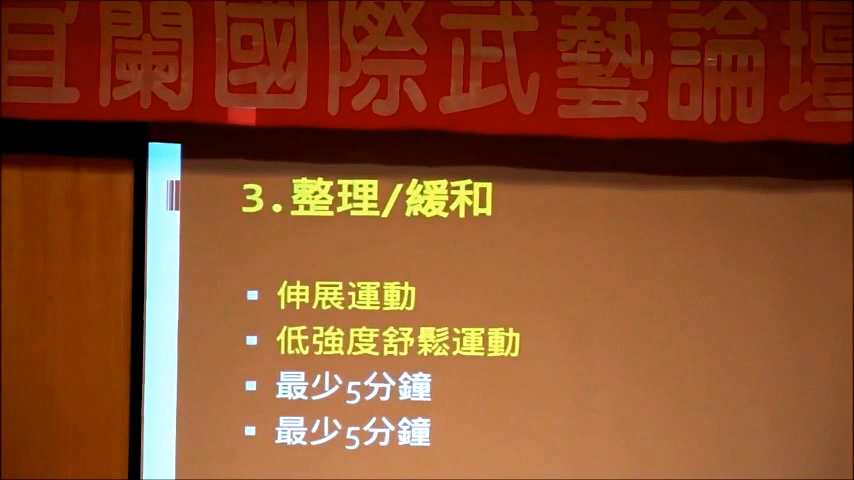 宜蘭國際武藝論壇
3.整理/緩和
▪ 伸展運動
▪ 低強度舒鬆運動
▪ 最少5分鐘
▪ 最少5分鐘